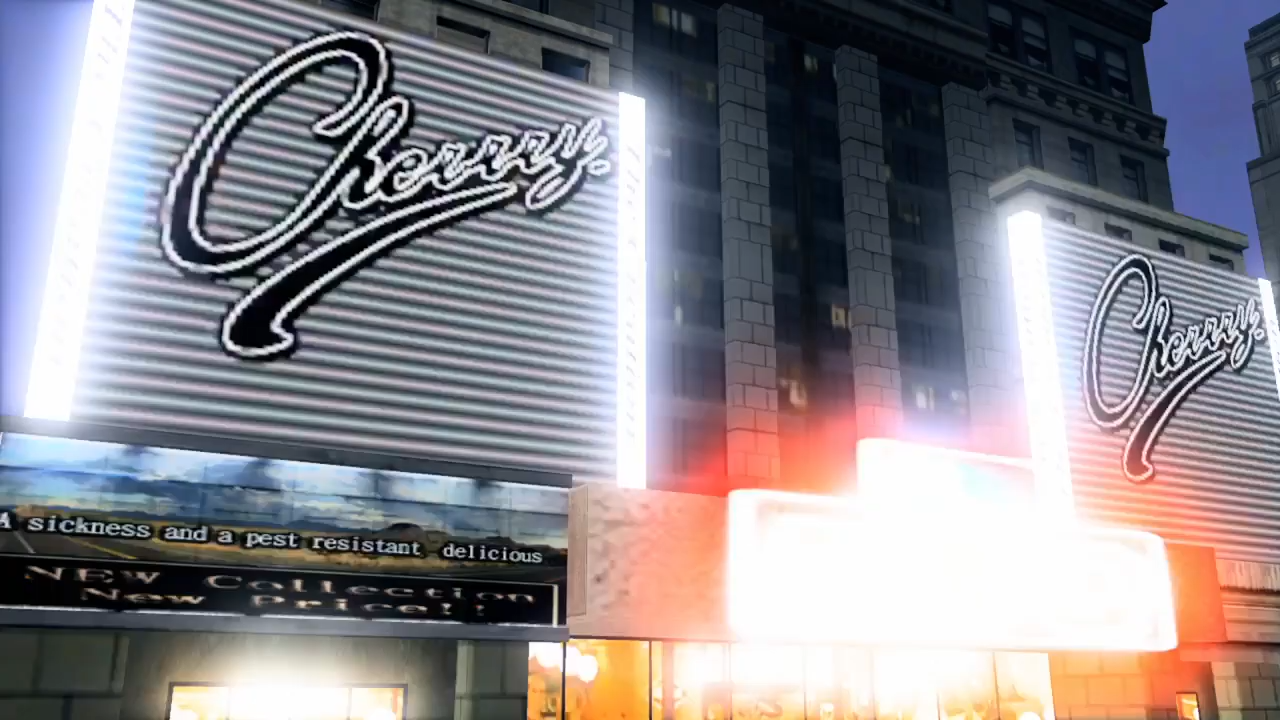 Cherry.
Cherry.
A sickness and a pest resistant delicious
NEW Collection
New Price!!